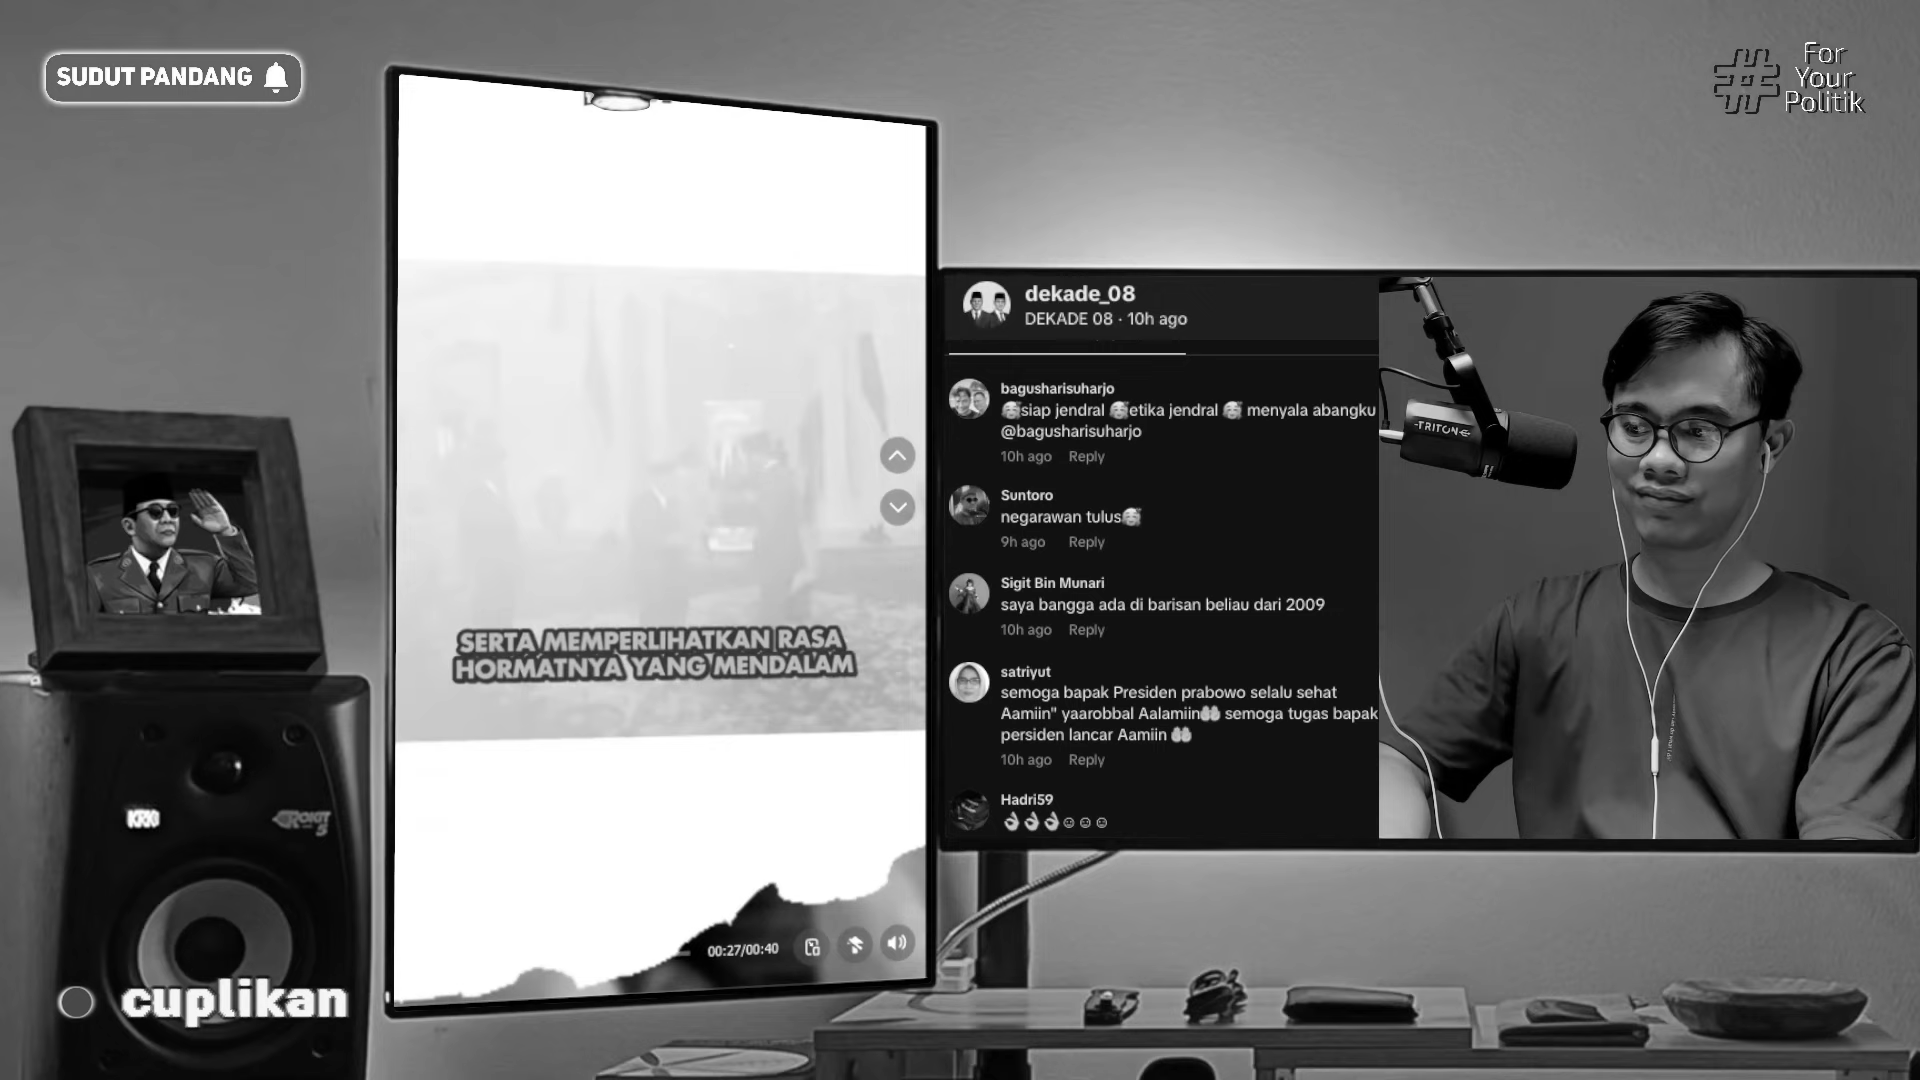 SUDUT PANDANG
For
Your
Politik
SERTA MEMPERLIHATKAN RASA
HORMATNYA YANG MENDALAM
00:27/00:40
dekade_08
DEKADE 08 · 10h ago
bagusharisuharjo
🥰siap jendral 🥰etika jendral 🥰 menyala abangku
@bagusharisuharjo
10h ago Reply
Suntoro
negarawan tulus🥰
9h ago Reply
Sigit Bin Munari
saya bangga ada di barisan beliau dari 2009
10h ago Reply
satriyut
semoga bapak Presiden prabowo selalu sehat
Aamiin" yaarobbal Aalamiin🤲 semoga tugas bapak
persiden lancar Aamiin 🤲
10h ago Reply
Hadri59
👌👌👌☺☺☺
TRITON
KRK
ROKIT 5
cuplikan